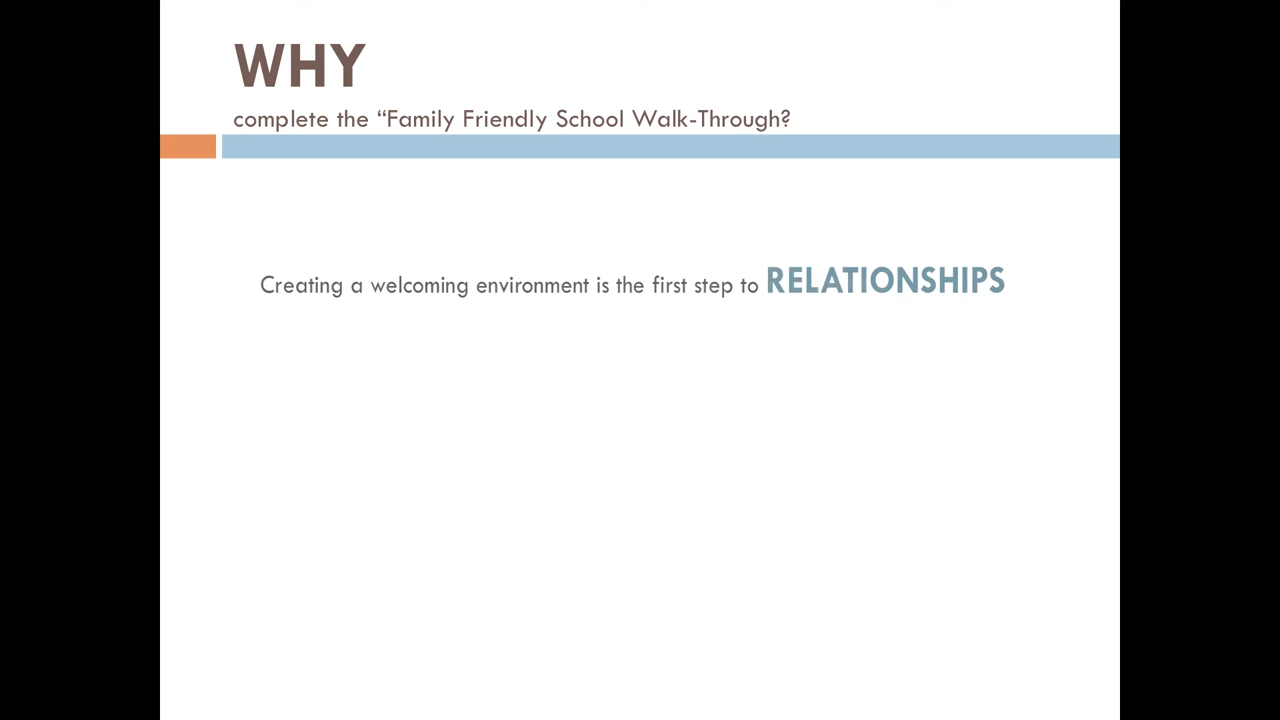 WHY
complete the “Family Friendly School Walk-Through?
Creating a welcoming environment is the first step to RELATIONSHIPS